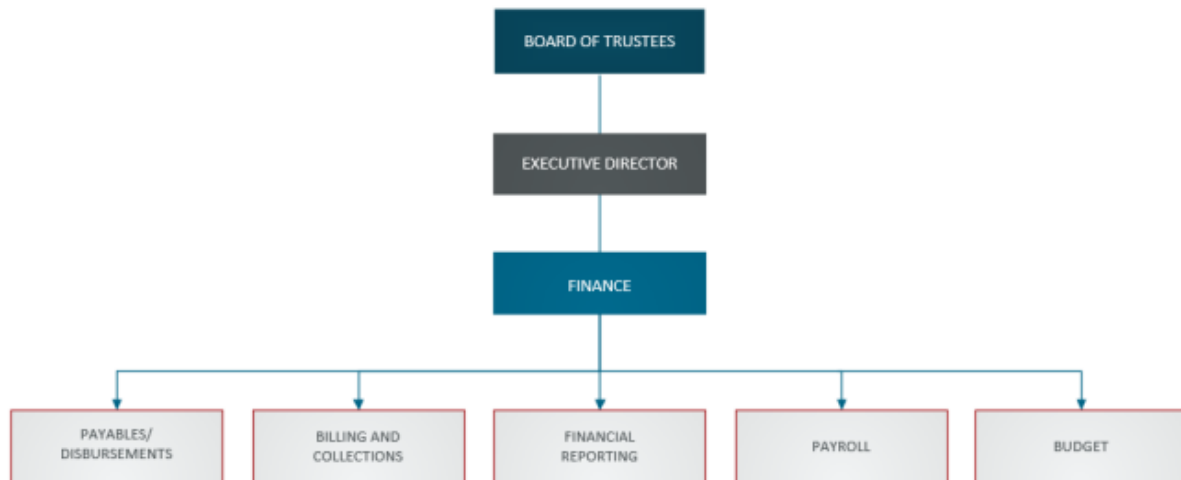 BOARD OF TRUSTEES
EXECUTIVE DIRECTOR
FINANCE
PAYABLES/
DISBURSEMENTS
BILLING AND
COLLECTIONS
FINANCIAL
REPORTING
PAYROLL
BUDGET